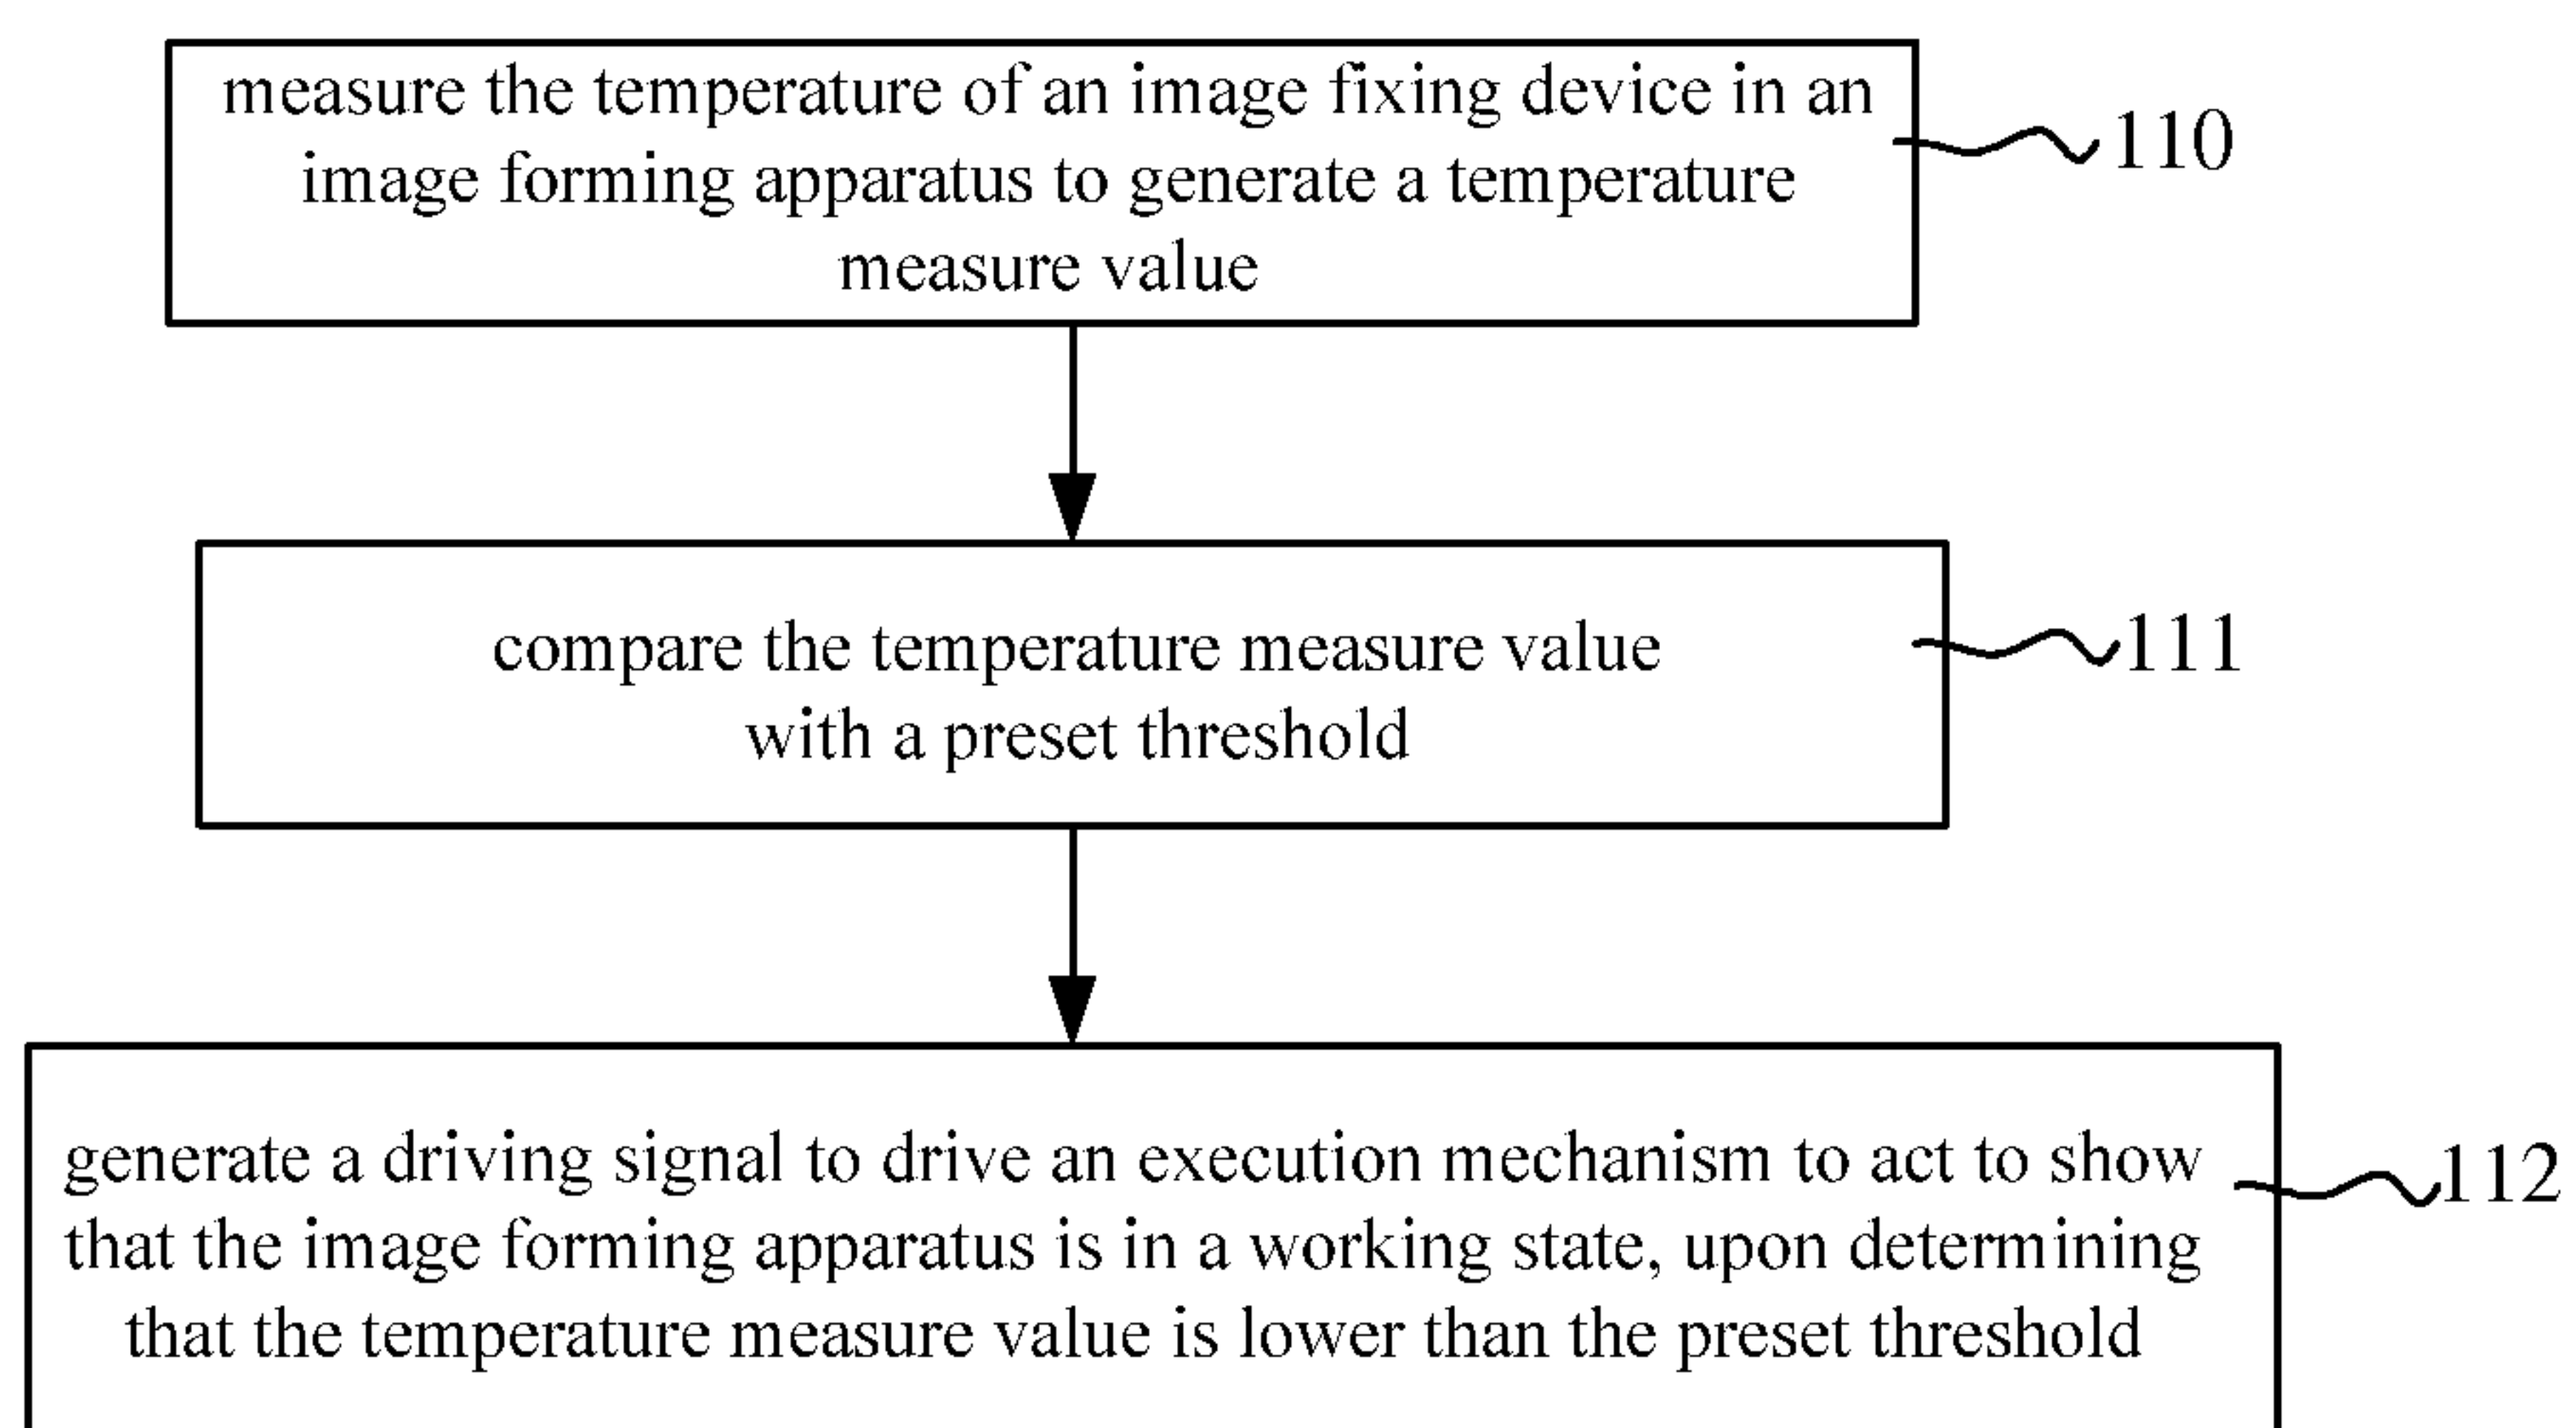 measure the temperature of an image fixing device in an
image forming apparatus to generate a temperature
measure value
110
compare the temperature measure value
with a preset threshold
111
generate a driving signal to drive an execution mechanism to act to show
that the image forming apparatus is in a working state, upon determining
that the temperature measure value is lower than the preset threshold
112